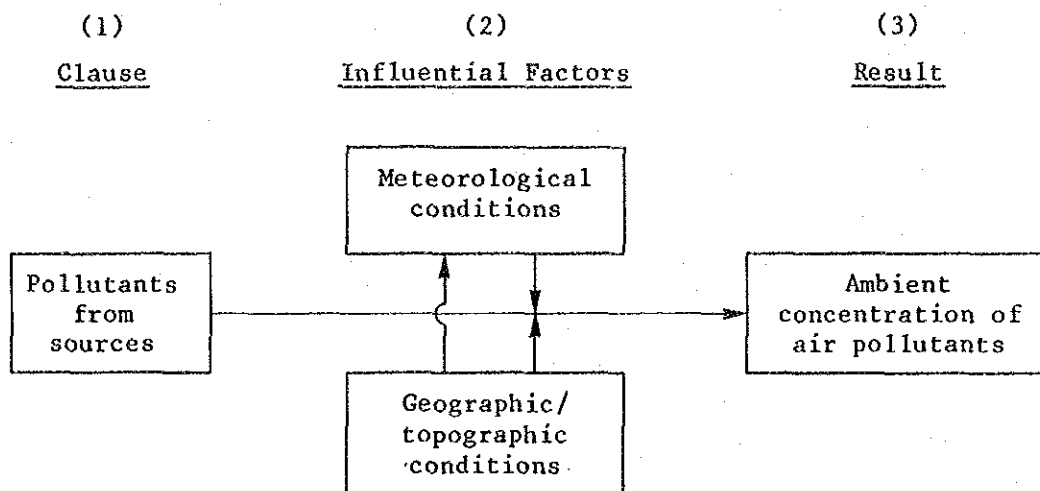 (1) (2) (3)
Clause Influential Factors Result
Meteorological
conditions
Pollutants
from
sources
Ambient
concentration of
air pollutants
Geographic/
topographic
conditions